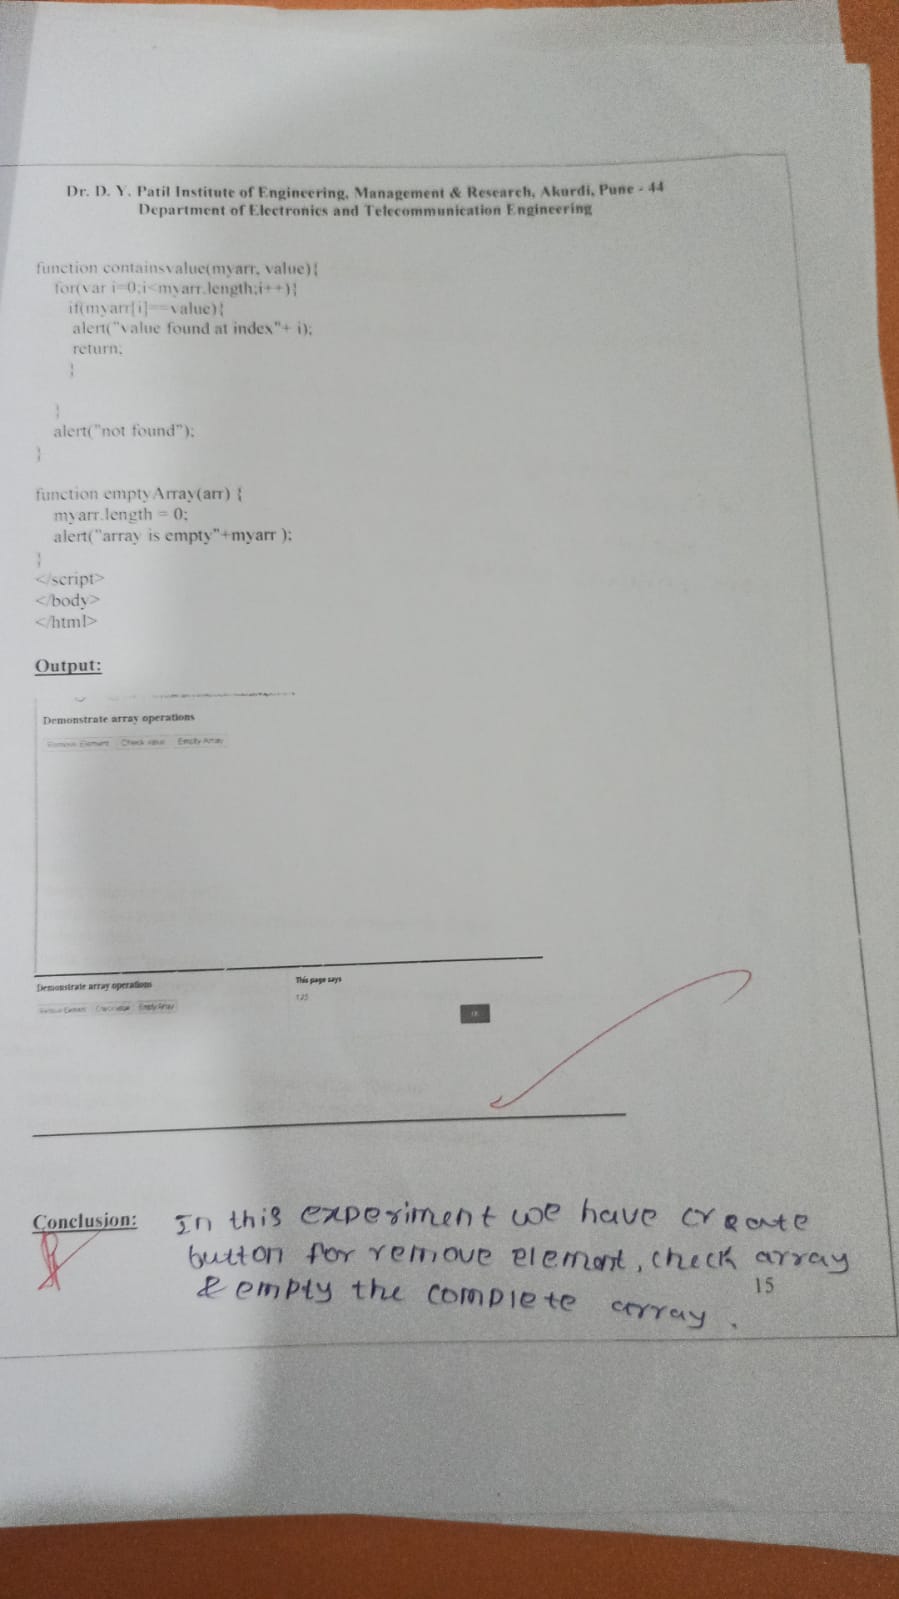 Dr. D. Y. Patil Institute of Engineering, Management & Research, Akurdi, Pune - 44
Department of Electronics and Telecommunication Engineering
function containsvalue(myarr, value){
for(var i=0;i<myarr.length;i++){
if(myarr[i]==value){
alert("value found at index"+ i);
return;
}
}
alert("not found");
}
function emptyArray(arr) {
myarr.length = 0;
alert("array is empty"+myarr );
}
</script>
</body>
</html>
Output:
Demonstrate array operations
Remove Element Check value Empty Array
Demonstrate array operations
This page says
Remove Element Check value Empty Array
OK
Conclusion: In this experiment we have create
button for remove element, check array
& empty the complete array.
15